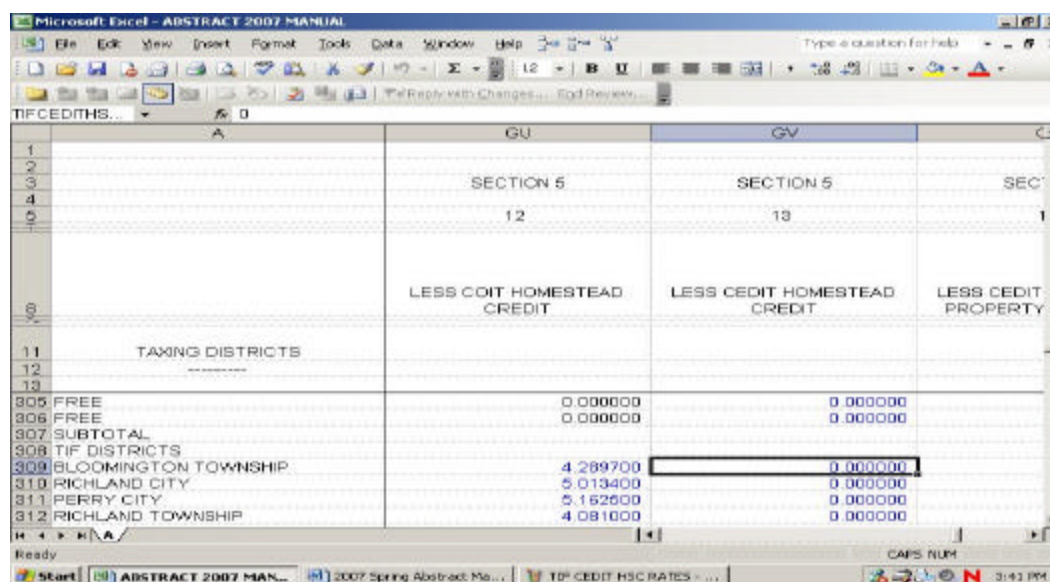 Microsoft Excel - ABSTRACT 2007 MANUAL
File Edit View Insert Format Tools Data Window Help Type a question for help
Σ 12 B U A
Reply with Changes... End Review...
TIFCEDITHS... fx 0
A GU GV
1
2
3 SECTION 5 SECTION 5 SEC
4
5 12 13 1
LESS COIT HOMESTEAD LESS CEDIT HOMESTEAD LESS CEDIT
8 CREDIT CREDIT PROPERTY
11 TAXING DISTRICTS
12 ---------
13
305 FREE 0.000000 0.000000
306 FREE 0.000000 0.000000
307 SUBTOTAL
308 TIF DISTRICTS
309 BLOOMINGTON TOWNSHIP 4.289700 0.000000
310 RICHLAND CITY 5.013400 0.000000
311 PERRY CITY 5.162600 0.000000
312 RICHLAND TOWNSHIP 4.081000 0.000000
A
Ready CAPS NUM
Start ABSTRACT 2007 MAN... 2007 Spring Abstract Ma... TIF CEDIT HSC RATES - ... N 3:41 PM